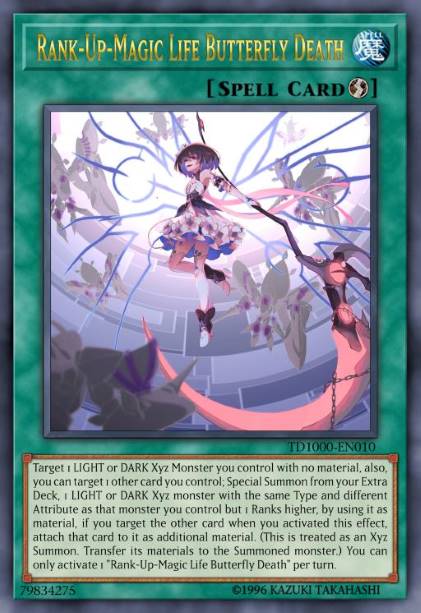 RANK-UP-MAGIC LIFE BUTTERFLY DEATH
SPELL
魔
[SPELL CARD]
TD1000-EN010
Target 1 LIGHT or DARK Xyz Monster you control with no material, also,
you can target 1 other card you control; Special Summon from your Extra
Deck, 1 LIGHT or DARK Xyz monster with the same Type and different
Attribute as that monster you control but 1 Ranks higher, by using it as
material, if you target the other card when you activated this effect,
attach that card to it as additional material. (This is treated as an Xyz
Summon. Transfer its materials to the Summoned monster.) You can
only activate 1 "Rank-Up-Magic Life Butterfly Death" per turn.
79834275
©1996 KAZUKI TAKAHASHI